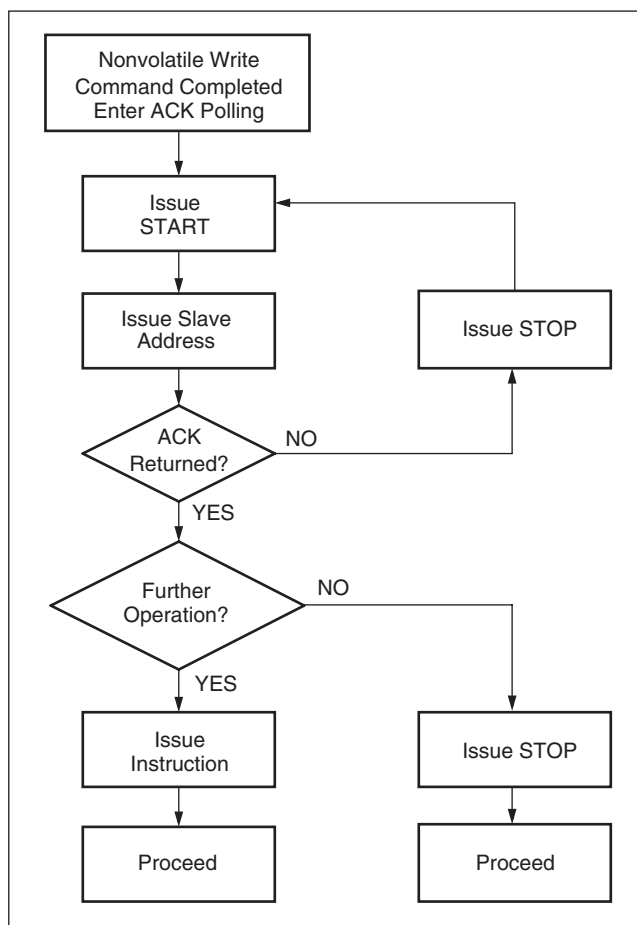 Nonvolatile Write
Command Completed
Enter ACK Polling
Issue
START
Issue Slave
Address
Issue STOP
ACK
Returned?
NO
YES
Further
Operation?
NO
YES
Issue
Instruction
Issue STOP
Proceed
Proceed